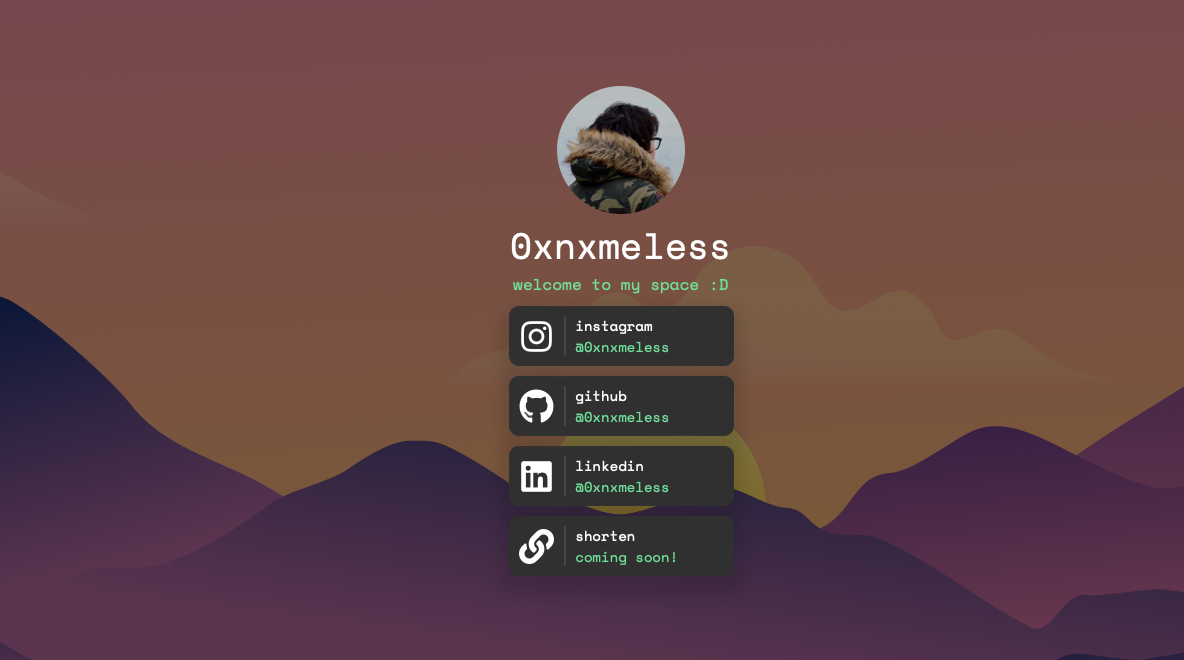 0xnxmeless
welcome to my space :D
instagram
@0xnxmeless
github
@0xnxmeless
linkedin
@0xnxmeless
shorten
coming soon!